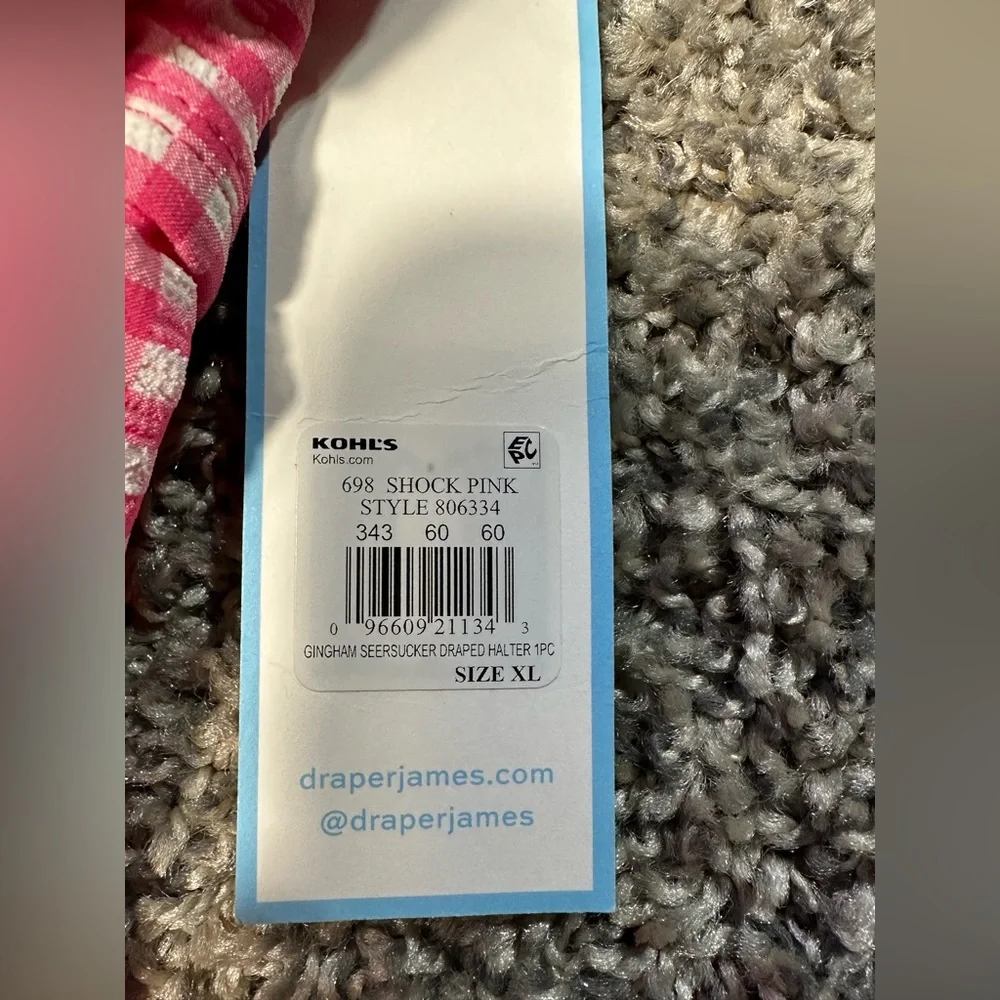 KOHL'S
Kohls.com
EPC
698 SHOCK PINK
STYLE 806334
343 60 60
0 96609 21134 3
GINGHAM SEERSUCKER DRAPED HALTER 1PC
SIZE XL
draperjames.com
@draperjames